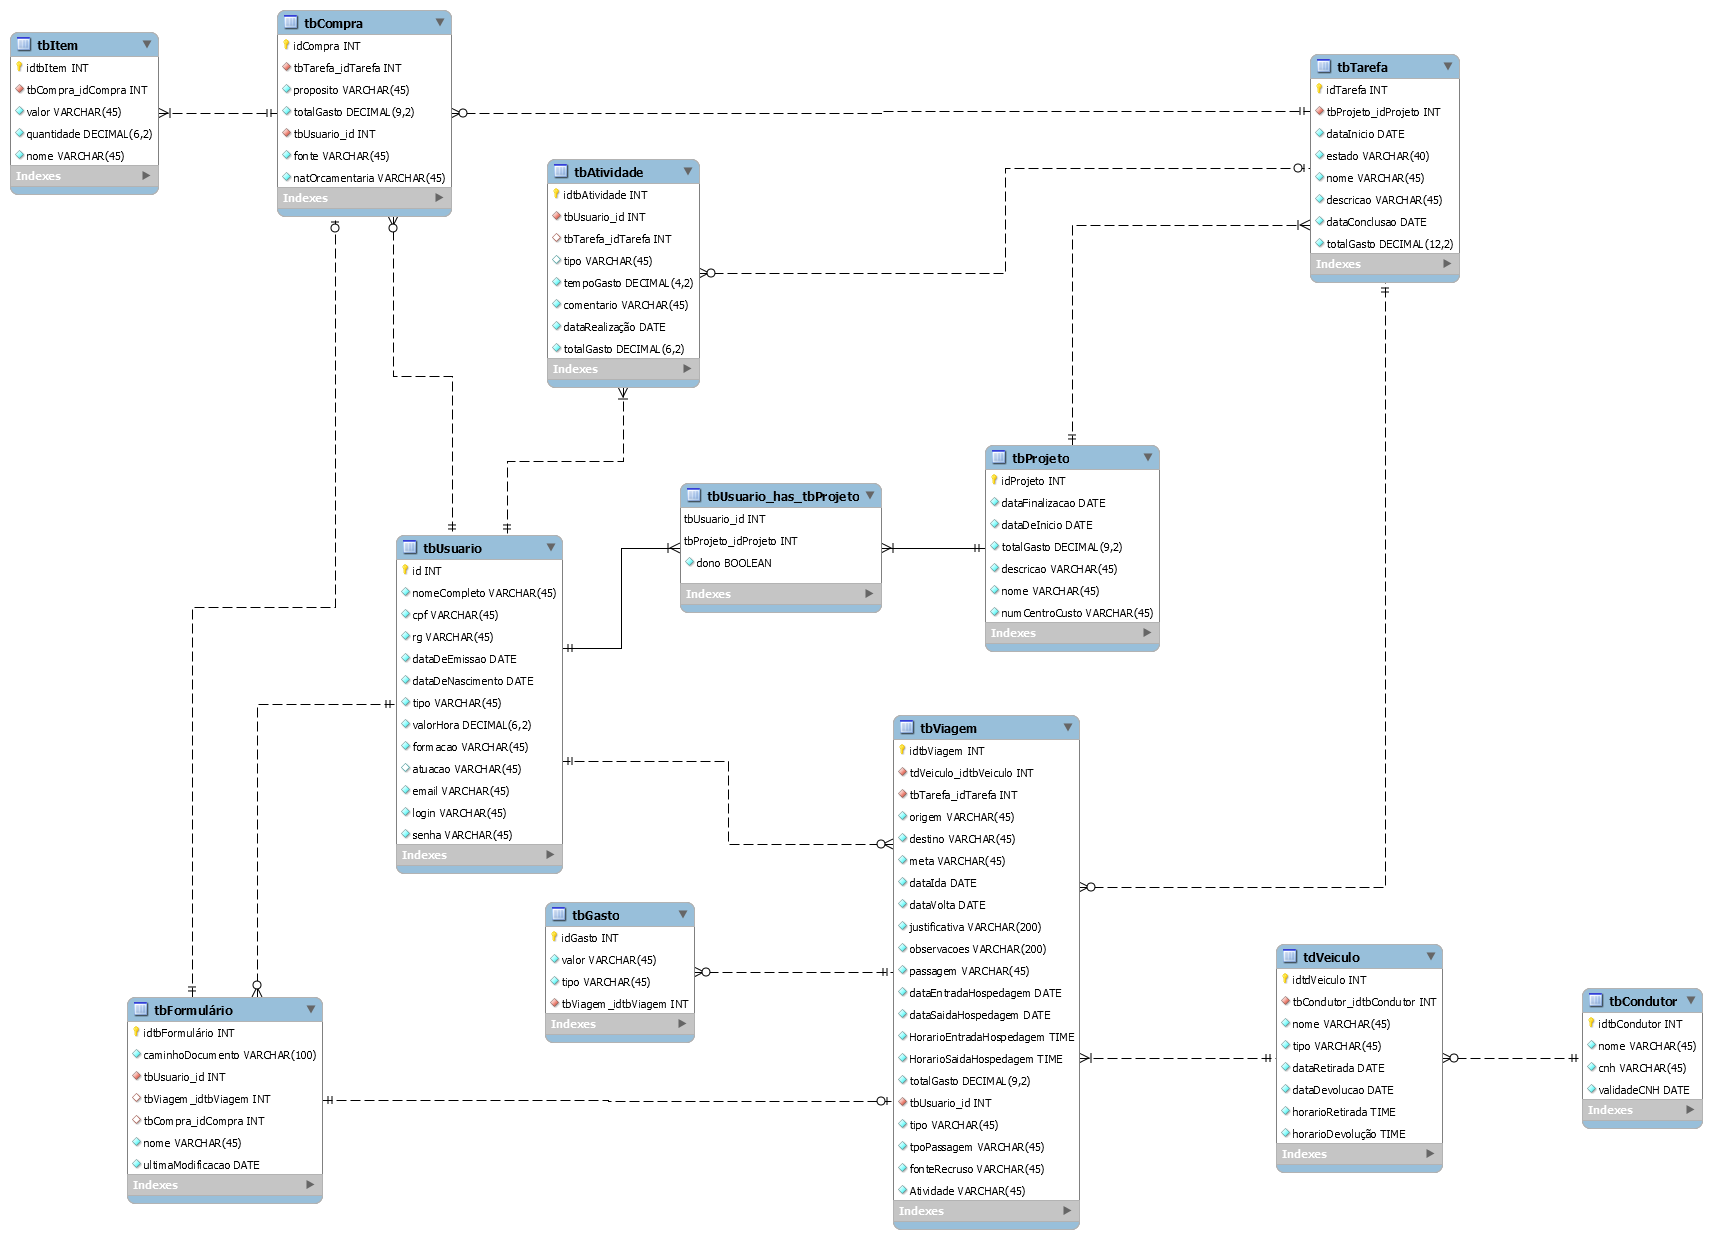 tbItem
idtbItem INT
tbCompra_idCompra INT
valor VARCHAR(45)
quantidade DECIMAL(6,2)
nome VARCHAR(45)
Indexes
tbCompra
idCompra INT
tbTarefa_idTarefa INT
proposito VARCHAR(45)
totalGasto DECIMAL(9,2)
tbUsuario_id INT
fonte VARCHAR(45)
natOrcamentaria VARCHAR(45)
Indexes
tbTarefa
idTarefa INT
tbProjeto_idProjeto INT
dataInicio DATE
estado VARCHAR(40)
nome VARCHAR(45)
descricao VARCHAR(45)
dataConclusao DATE
totalGasto DECIMAL(12,2)
Indexes
tbAtividade
idtbAtividade INT
tbUsuario_id INT
tbTarefa_idTarefa INT
tipo VARCHAR(45)
tempoGasto DECIMAL(4,2)
comentario VARCHAR(45)
dataRealização DATE
totalGasto DECIMAL(6,2)
Indexes
tbProjeto
idProjeto INT
dataFinalizacao DATE
dataDeInicio DATE
totalGasto DECIMAL(9,2)
descricao VARCHAR(45)
nome VARCHAR(45)
numCentroCusto VARCHAR(45)
Indexes
tbUsuario_has_tbProjeto
tbUsuario_id INT
tbProjeto_idProjeto INT
dono BOOLEAN
Indexes
tbUsuario
id INT
nomeCompleto VARCHAR(45)
cpf VARCHAR(45)
rg VARCHAR(45)
dataDeEmissao DATE
dataDeNascimento DATE
tipo VARCHAR(45)
valorHora DECIMAL(6,2)
formacao VARCHAR(45)
atuacao VARCHAR(45)
email VARCHAR(45)
login VARCHAR(45)
senha VARCHAR(45)
Indexes
tbViagem
idtbViagem INT
tdVeiculo_idtbVeiculo INT
tbTarefa_idTarefa INT
origem VARCHAR(45)
destino VARCHAR(45)
meta VARCHAR(45)
dataIda DATE
dataVolta DATE
justificativa VARCHAR(200)
observacoes VARCHAR(200)
passagem VARCHAR(45)
dataEntradaHospedagem DATE
dataSaidaHospedagem DATE
HorarioEntradaHospedagem TIME
HorarioSaidaHospedagem TIME
totalGasto DECIMAL(9,2)
tbUsuario_id INT
tipo VARCHAR(45)
tpoPassagem VARCHAR(45)
fonteRecruso VARCHAR(45)
Atividade VARCHAR(45)
Indexes
tbGasto
idGasto INT
valor VARCHAR(45)
tipo VARCHAR(45)
tbViagem_idtbViagem INT
Indexes
tdVeiculo
idtdVeiculo INT
tbCondutor_idtbCondutor INT
nome VARCHAR(45)
tipo VARCHAR(45)
dataRetirada DATE
dataDevolucao DATE
horarioRetirada TIME
horarioDevolução TIME
Indexes
tbCondutor
idtbCondutor INT
nome VARCHAR(45)
cnh VARCHAR(45)
validadeCNH DATE
Indexes
tbFormulário
idtbFormulário INT
caminhoDocumento VARCHAR(100)
tbUsuario_id INT
tbViagem_idtbViagem INT
tbCompra_idCompra INT
nome VARCHAR(45)
ultimaModificacao DATE
Indexes